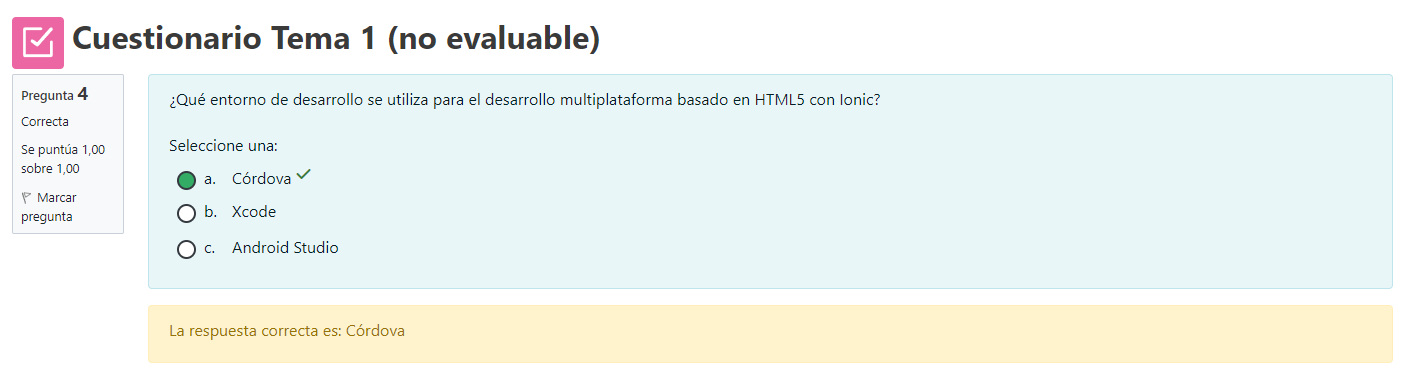 Cuestionario Tema 1 (no evaluable)
Pregunta 4
Correcta
Se puntúa 1,00
sobre 1,00
Marcar
pregunta
¿Qué entorno de desarrollo se utiliza para el desarrollo multiplataforma basado en HTML5 con Ionic?
Seleccione una:
a. Córdova
b. Xcode
c. Android Studio
La respuesta correcta es: Córdova